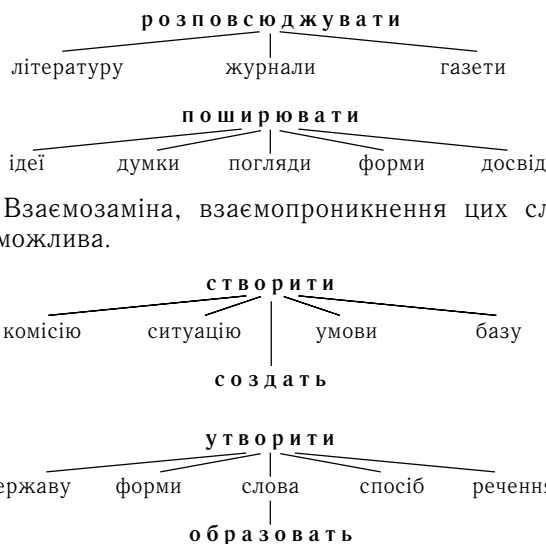 розповсюджувати
літературу журнали газети
поширювати
ідеї думки погляди форми досвід
Взаємозаміна, взаємопроникнення цих сл
можлива.
створити
комісію ситуацію умови базу
создать
утворити
ержаву форми слова спосіб речення
образовать